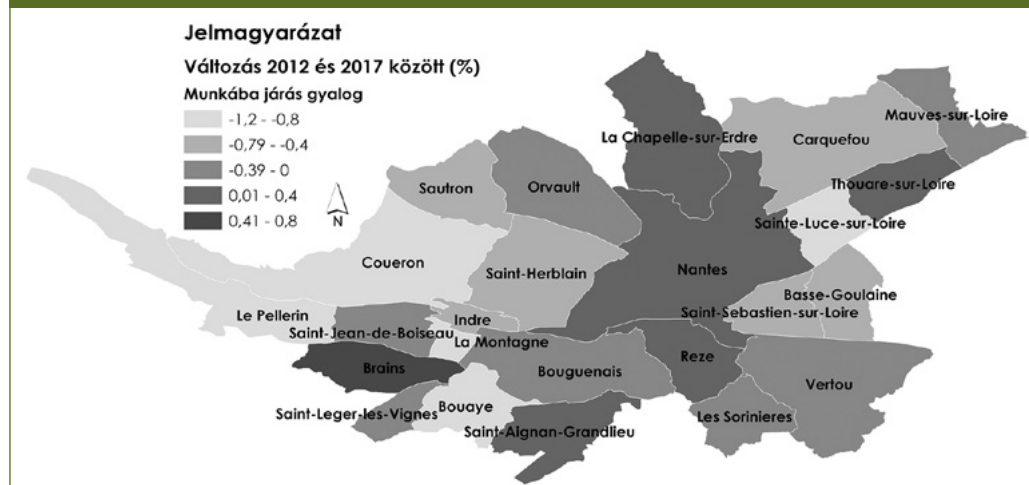 Jelmagyarázat
Változás 2012 és 2017 között (%)
Munkába járás gyalog
-1,2 - -0,8
-0,79 - -0,4
-0,39 - 0
0,01 - 0,4
0,41 - 0,8
N
La Chapelle-sur-Erdre
Mauves-sur-Loire
Carquefou
Sautron
Orvault
Thouare-sur-Loire
Sainte-Luce-sur-Loire
Coueron
Saint-Herblain
Nantes
Basse-Goulaine
Saint-Sebastien-sur-Loire
Le Pellerin
Indre
Saint-Jean-de-Boiseau
La Montagne
Brains
Bouguenais
Reze
Vertou
Saint-Leger-les-Vignes
Bouaye
Les Sorinieres
Saint-Aignan-Grandlieu